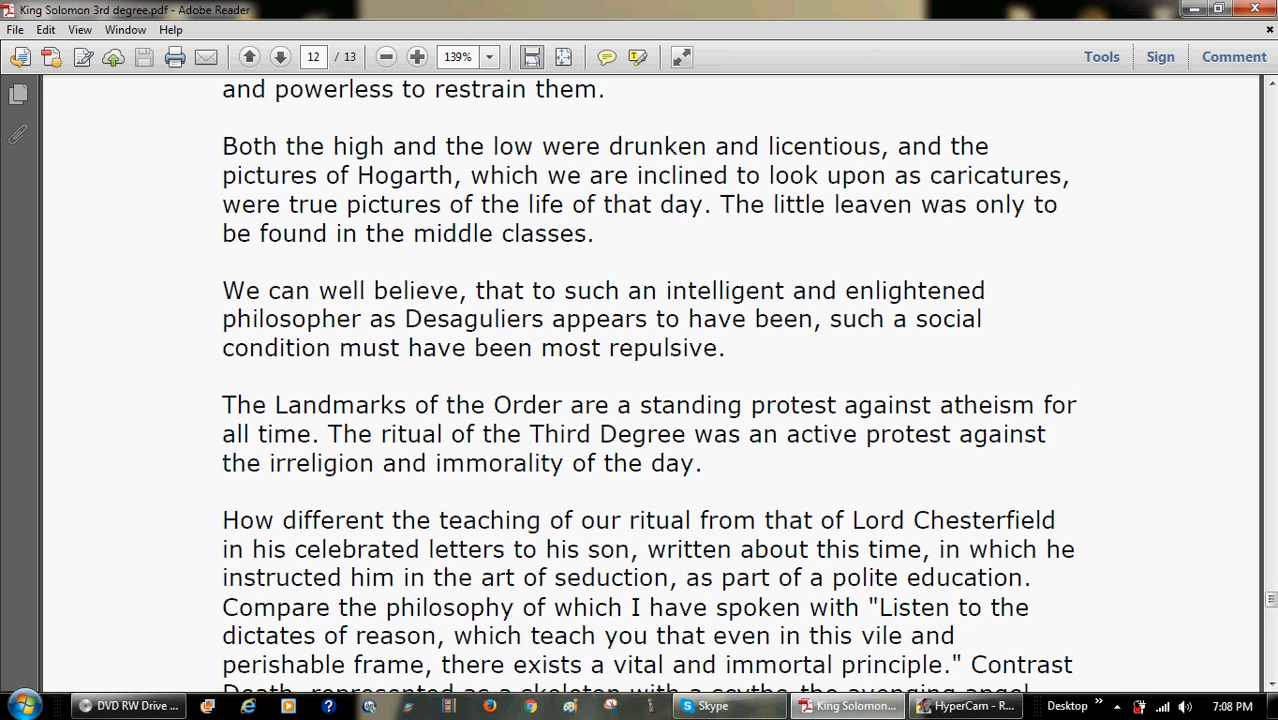 King Solomon 3rd degree.pdf - Adobe Reader
File Edit View Window Help
12 / 13 139% Tools Sign Comment
and powerless to restrain them.
Both the high and the low were drunken and licentious, and the
pictures of Hogarth, which we are inclined to look upon as caricatures,
were true pictures of the life of that day. The little leaven was only to
be found in the middle classes.
We can well believe, that to such an intelligent and enlightened
philosopher as Desaguliers appears to have been, such a social
condition must have been most repulsive.
The Landmarks of the Order are a standing protest against atheism for
all time. The ritual of the Third Degree was an active protest against
the irreligion and immorality of the day.
How different the teaching of our ritual from that of Lord Chesterfield
in his celebrated letters to his son, written about this time, in which he
instructed him in the art of seduction, as part of a polite education.
Compare the philosophy of which I have spoken with "Listen to the
dictates of reason, which teach you that even in this vile and
perishable frame, there exists a vital and immortal principle." Contrast
Death, represented as a skeleton with a scythe, the avenging angel
DVD RW Drive ... Skype King Solomon... HyperCam - R... Desktop 7:08 PM